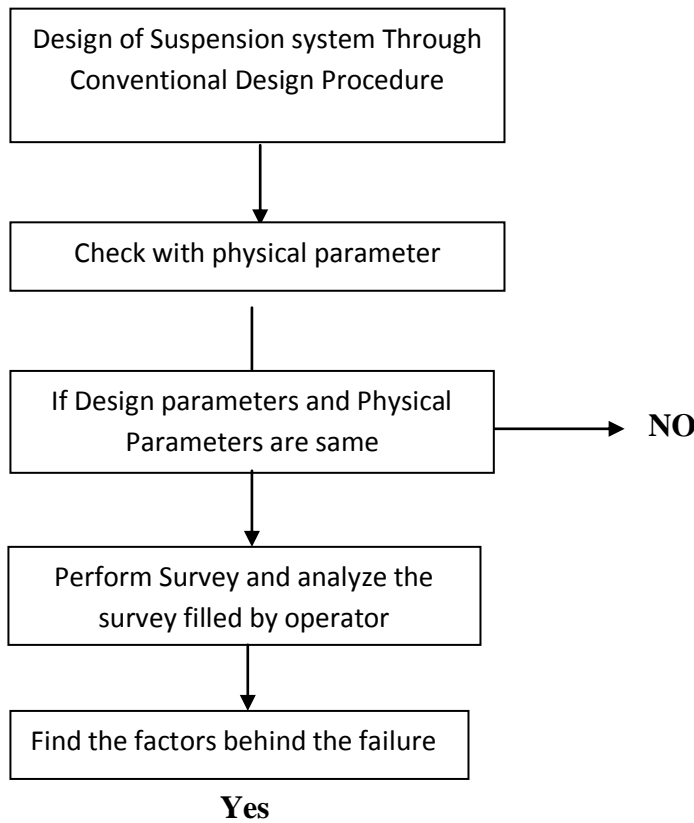 Design of Suspension system Through
Conventional Design Procedure
Check with physical parameter
If Design parameters and Physical
Parameters are same
NO
Perform Survey and analyze the
survey filled by operator
Find the factors behind the failure
Yes